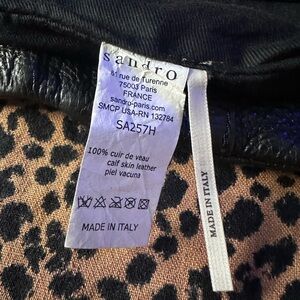 sandro
61 rue de Turenne
75003 Paris
FRANCE
sandro-paris.com
SMCP USA-RN 132784
SA257H
100% cuir de veau
calf skin leather
piel vacuna
MADE IN ITALY
MADE IN ITALY